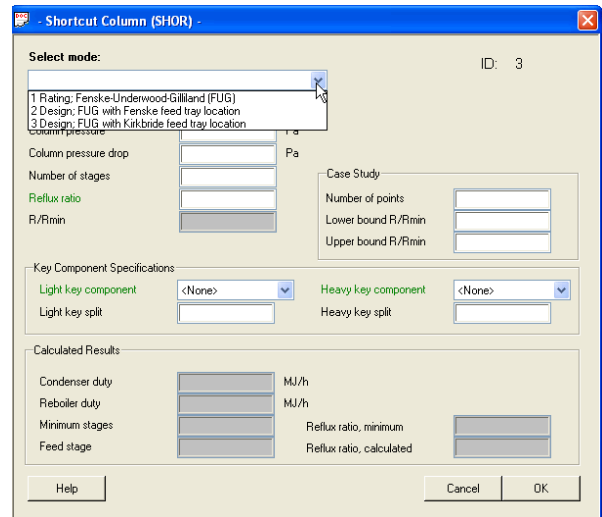 - Shortcut Column (SHOR) -
Select mode:
ID: 3
1 Rating; Fenske-Underwood-Gilliland (FUG)
2 Design; FUG with Fenske feed tray location
3 Design; FUG with Kirkbride feed tray location
Column pressure Pa
Column pressure drop Pa
Number of stages
Reflux ratio
R/Rmin
Case Study
Number of points
Lower bound R/Rmin
Upper bound R/Rmin
Key Component Specifications
Light key component <None> Heavy key component <None>
Light key split Heavy key split
Calculated Results
Condenser duty MJ/h
Reboiler duty MJ/h
Minimum stages Reflux ratio, minimum
Feed stage Reflux ratio, calculated
Help Cancel OK